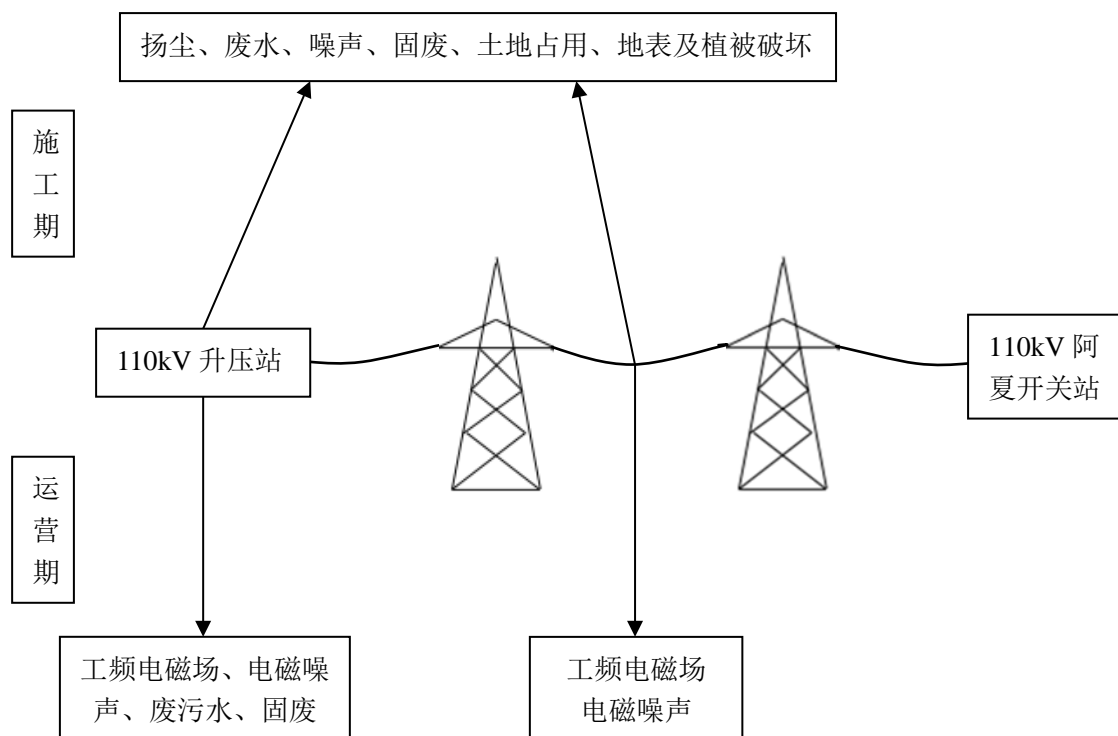 扬尘、废水、噪声、固废、土地占用、地表及植被破坏
施
工
期
110kV 升压站
110kV 阿
夏开关站
运
营
期
工频电磁场、电磁噪
声、废污水、固废
工频电磁场
电磁噪声